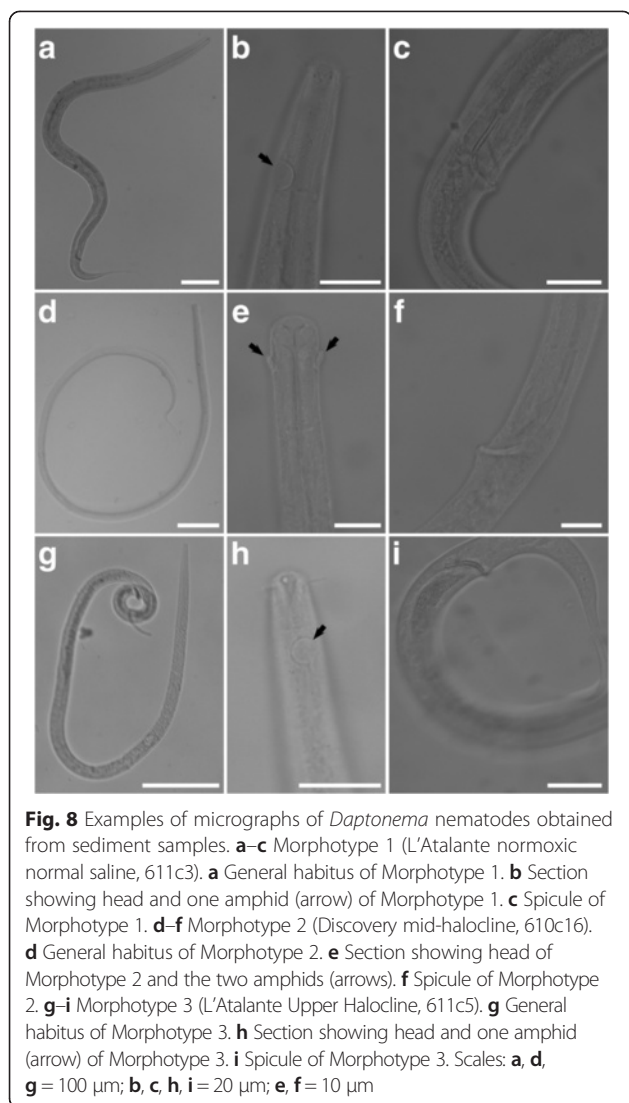 a
b
c
d
e
f
g
h
i
Fig. 8 Examples of micrographs of Daptonema nematodes obtained
from sediment samples. a–c Morphotype 1 (L'Atalante normoxic
normal saline, 611c3). a General habitus of Morphotype 1. b Section
showing head and one amphid (arrow) of Morphotype 1. c Spicule of
Morphotype 1. d–f Morphotype 2 (Discovery mid-halocline, 610c16).
d General habitus of Morphotype 2. e Section showing head of
Morphotype 2 and the two amphids (arrows). f Spicule of Morphotype
2. g–i Morphotype 3 (L'Atalante Upper Halocline, 611c5). g General
habitus of Morphotype 3. h Section showing head and one amphid
(arrow) of Morphotype 3. i Spicule of Morphotype 3. Scales: a, d,
g = 100 μm; b, c, h, i = 20 μm; e, f = 10 μm